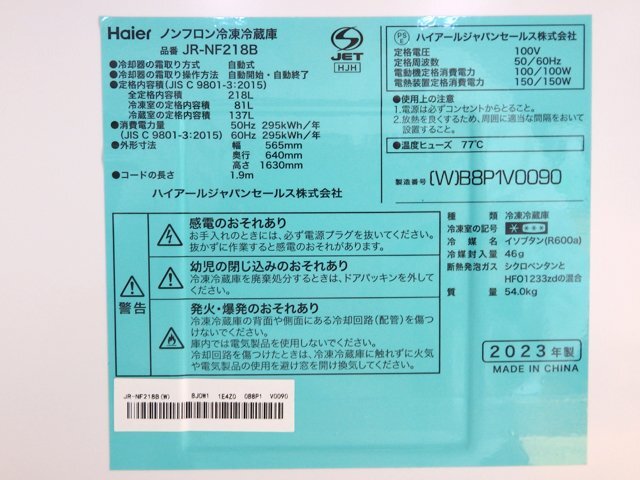 Haier ノンフロン冷凍冷蔵庫
品番 JR-NF218B
●冷却器の霜取り方式 自動式
●冷却器の霜取り操作方法 自動開始・自動終了
●定格内容積(JIS C 9801-3:2015)
全定格内容積 218L
冷凍室の定格内容積 81L
冷蔵室の定格内容積 137L
●消費電力量 50Hz 295kWh/年
(JIS C 9801-3:2015) 60Hz 295kWh/年
●外形寸法 幅 565mm
奥行 640mm
高さ 1630mm
●コードの長さ 1.9m
ハイアールジャパンセールス株式会社
JET
HJH
PS
E
ハイアールジャパンセールス株式会社
定格電圧 100V
定格周波数 50/60Hz
電動機定格消費電力 100/100W
電熱装置定格消費電力 150/150W
●使用上の注意
1.電源は必ずコンセントからとること。
2.放熱を良くするため、周囲に適当な間隔をおいて
設置すること。
●温度ヒューズ 77℃
製造番号 (W)B8P1V0090
警告
感電のおそれあり
お手入れのときには、必ず電源プラグを抜いてください。
抜かずに作業すると感電のおそれがあります。
幼児の閉じ込みのおそれあり
冷凍冷蔵庫を廃棄処分するときは、ドアパッキンを外して
ください。
発火・爆発のおそれあり
冷凍冷蔵庫の背面や側面にある冷却回路(配管)を傷つ
けないでください。
庫内では電気製品を使用しないでください。
冷却回路を傷つけたときは、冷凍冷蔵庫に触れずに火気
や電気製品の使用を避け窓を開け換気してください。
種類 冷凍冷蔵庫
冷凍室の記号 * ***
冷媒 イソブタン(R600a)
冷媒封入量 46g
断熱発泡ガス シクロペンタンと
HFO1233zdの混合
質量 54.0kg
2023年製
MADE IN CHINA
JR-NF218B(W) BJ0W1 1E4Z0 0B8P1 V0090